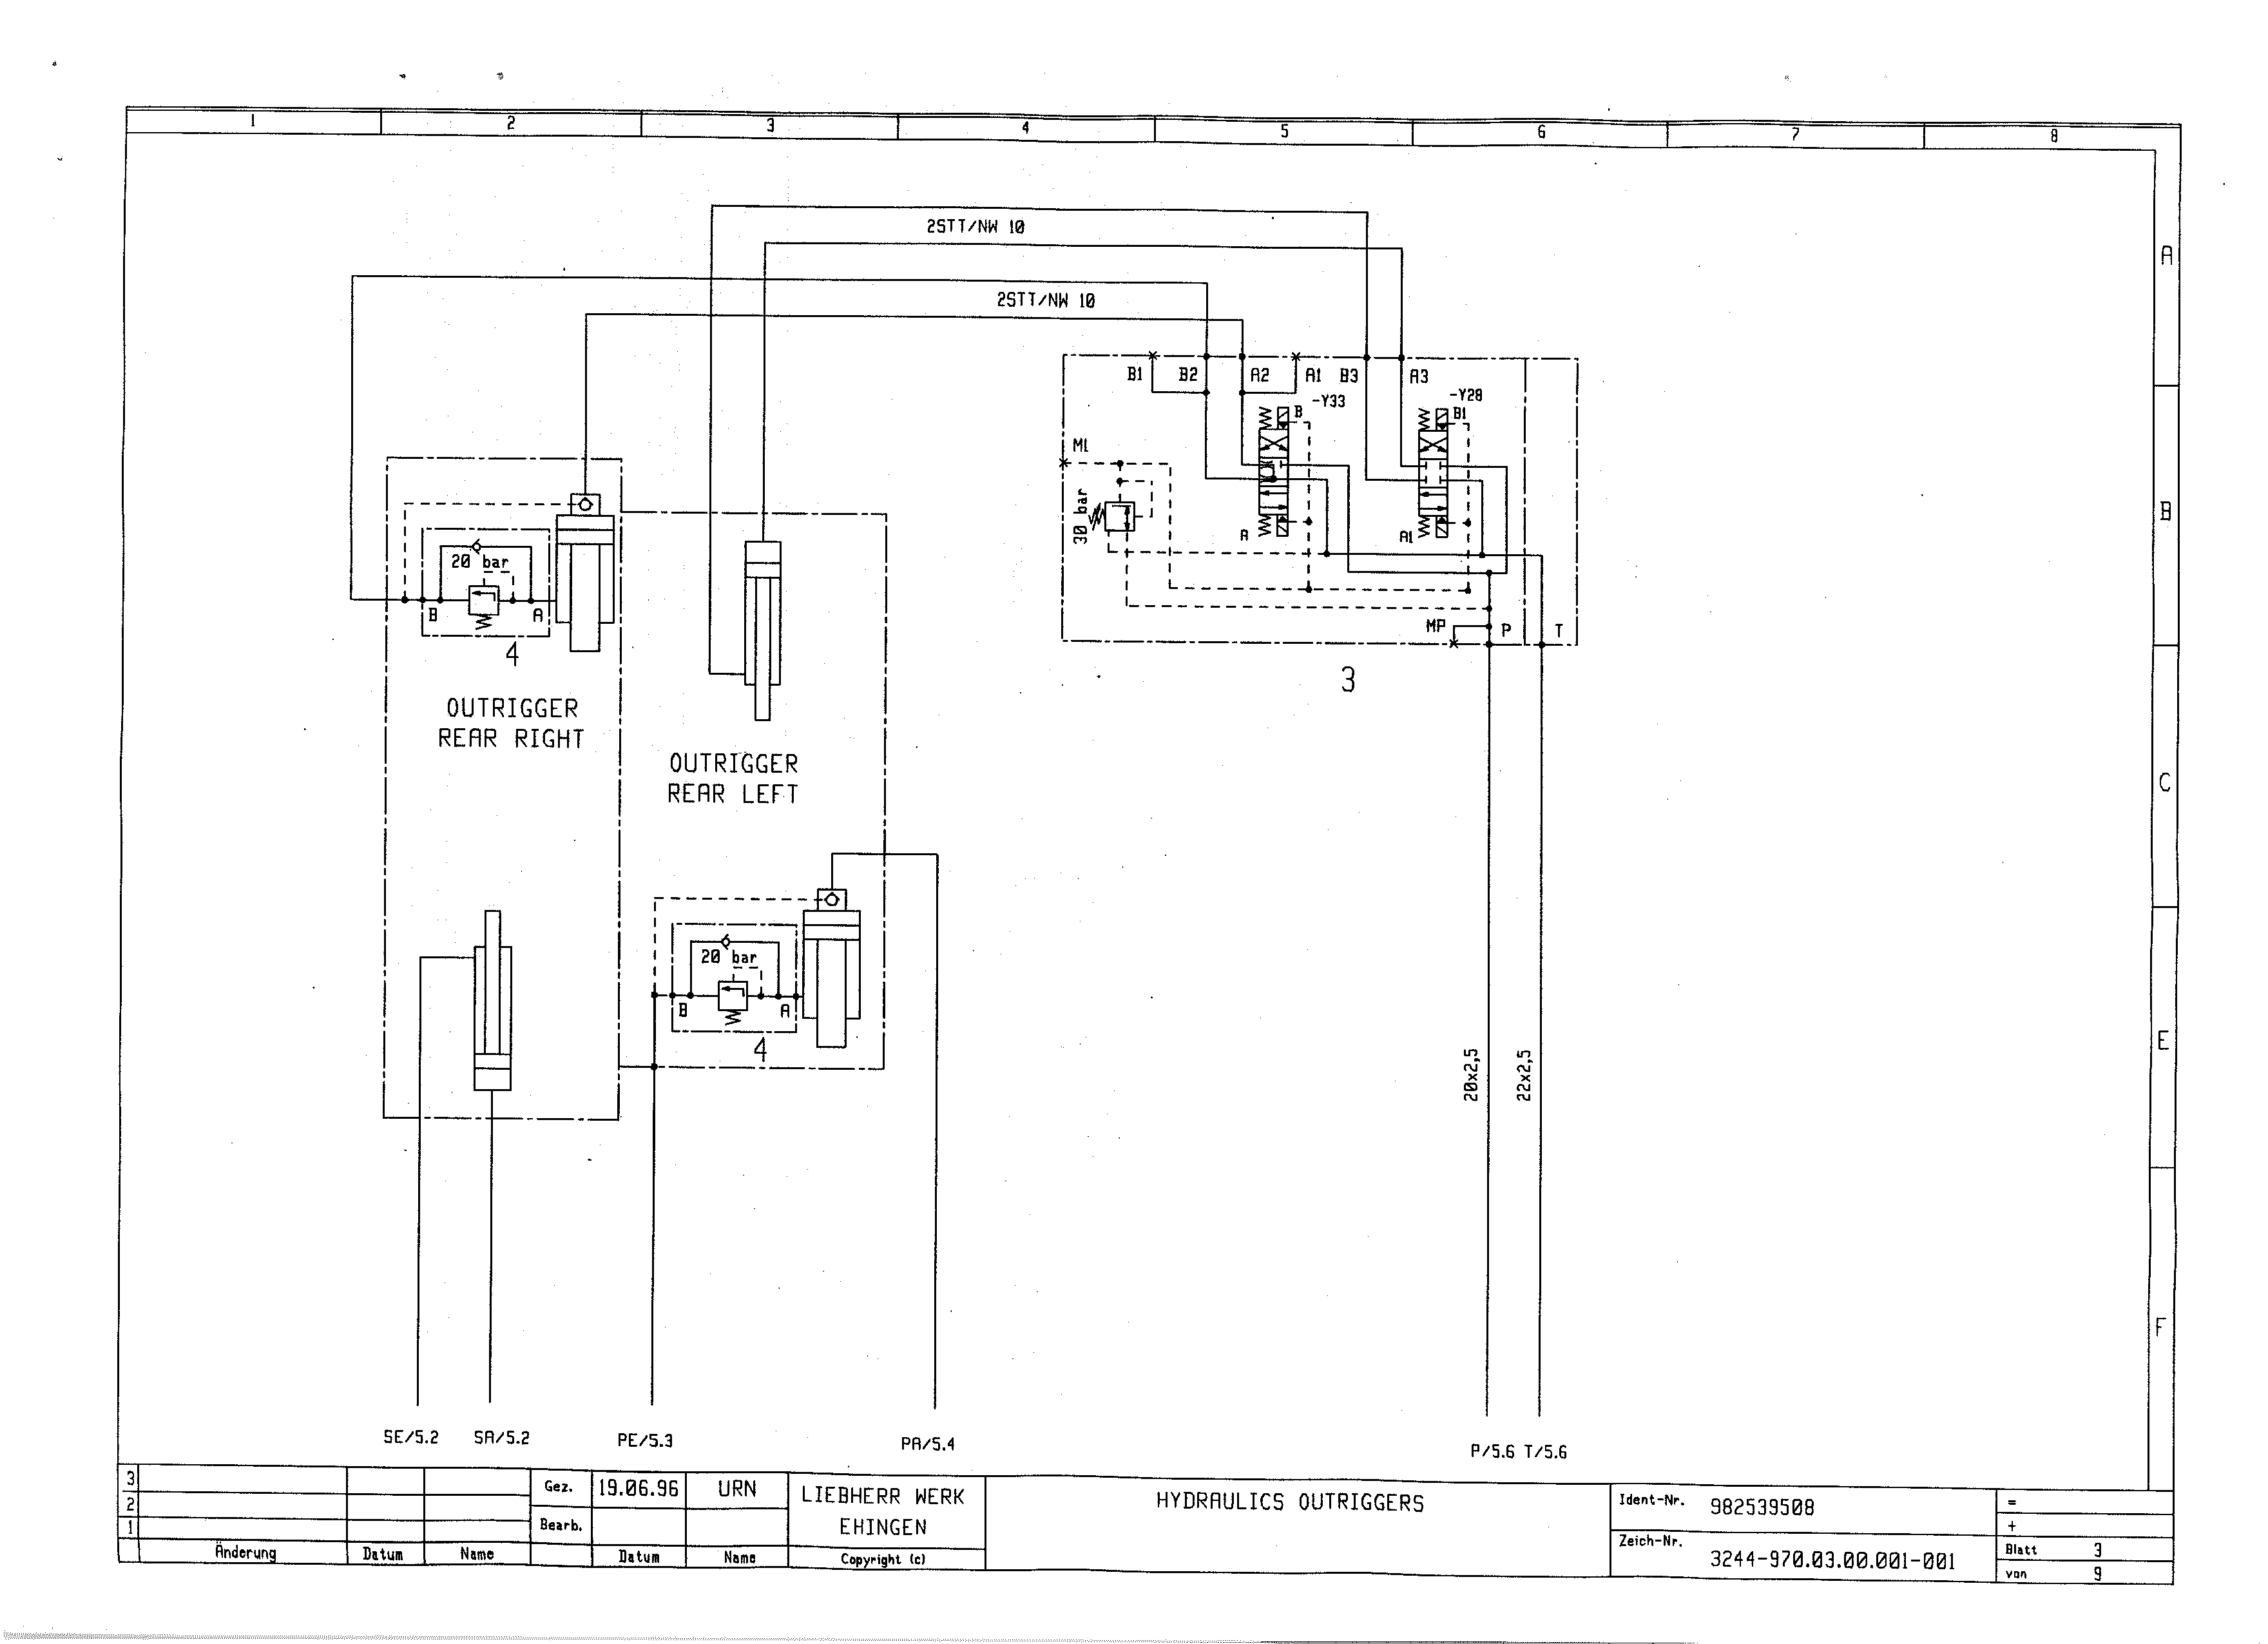 1 2 3 4 5 6 7 8
A
B
C
E
F
2STT/NW 10
2STT/NW 10
B1 B2 A2 A1 B3 A3
-Y33
-Y28
B
B1
M1
30 bar
A
A1
MP
P
T
3
20 bar
B
A
4
OUTRIGGER
REAR RIGHT
OUTRIGGER
REAR LEFT
20 bar
B
A
4
20x2,5
22x2,5
SE/5.2 SA/5.2 PE/5.3 PA/5.4 P/5.6 T/5.6
3
2
1
Änderung Datum Name
Gez. 19.06.96 URN
Bearb.
Datum Name
LIEBHERR WERK
EHINGEN
Copyright (c)
HYDRAULICS OUTRIGGERS
Ident-Nr. 982539508
Zeich-Nr. 3244-970.03.00.001-001
=
+
Blatt 3
von 9